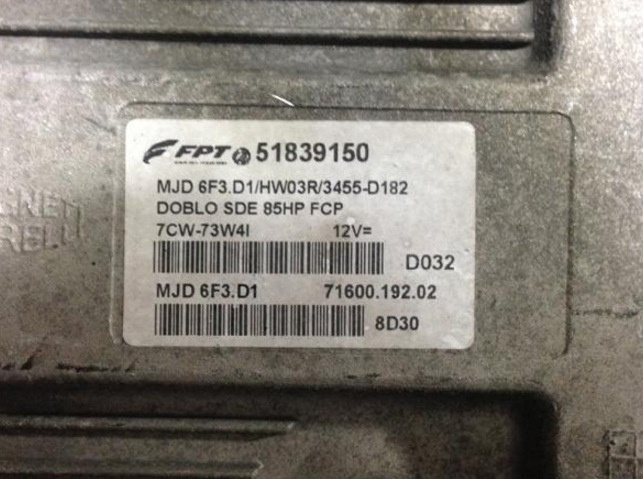 FPT 51839150
MJD 6F3.D1/HW03R/3455-D182
DOBLO SDE 85HP FCP
7CW-73W4I 12V=
D032
MJD 6F3.D1 71600.192.02
8D30